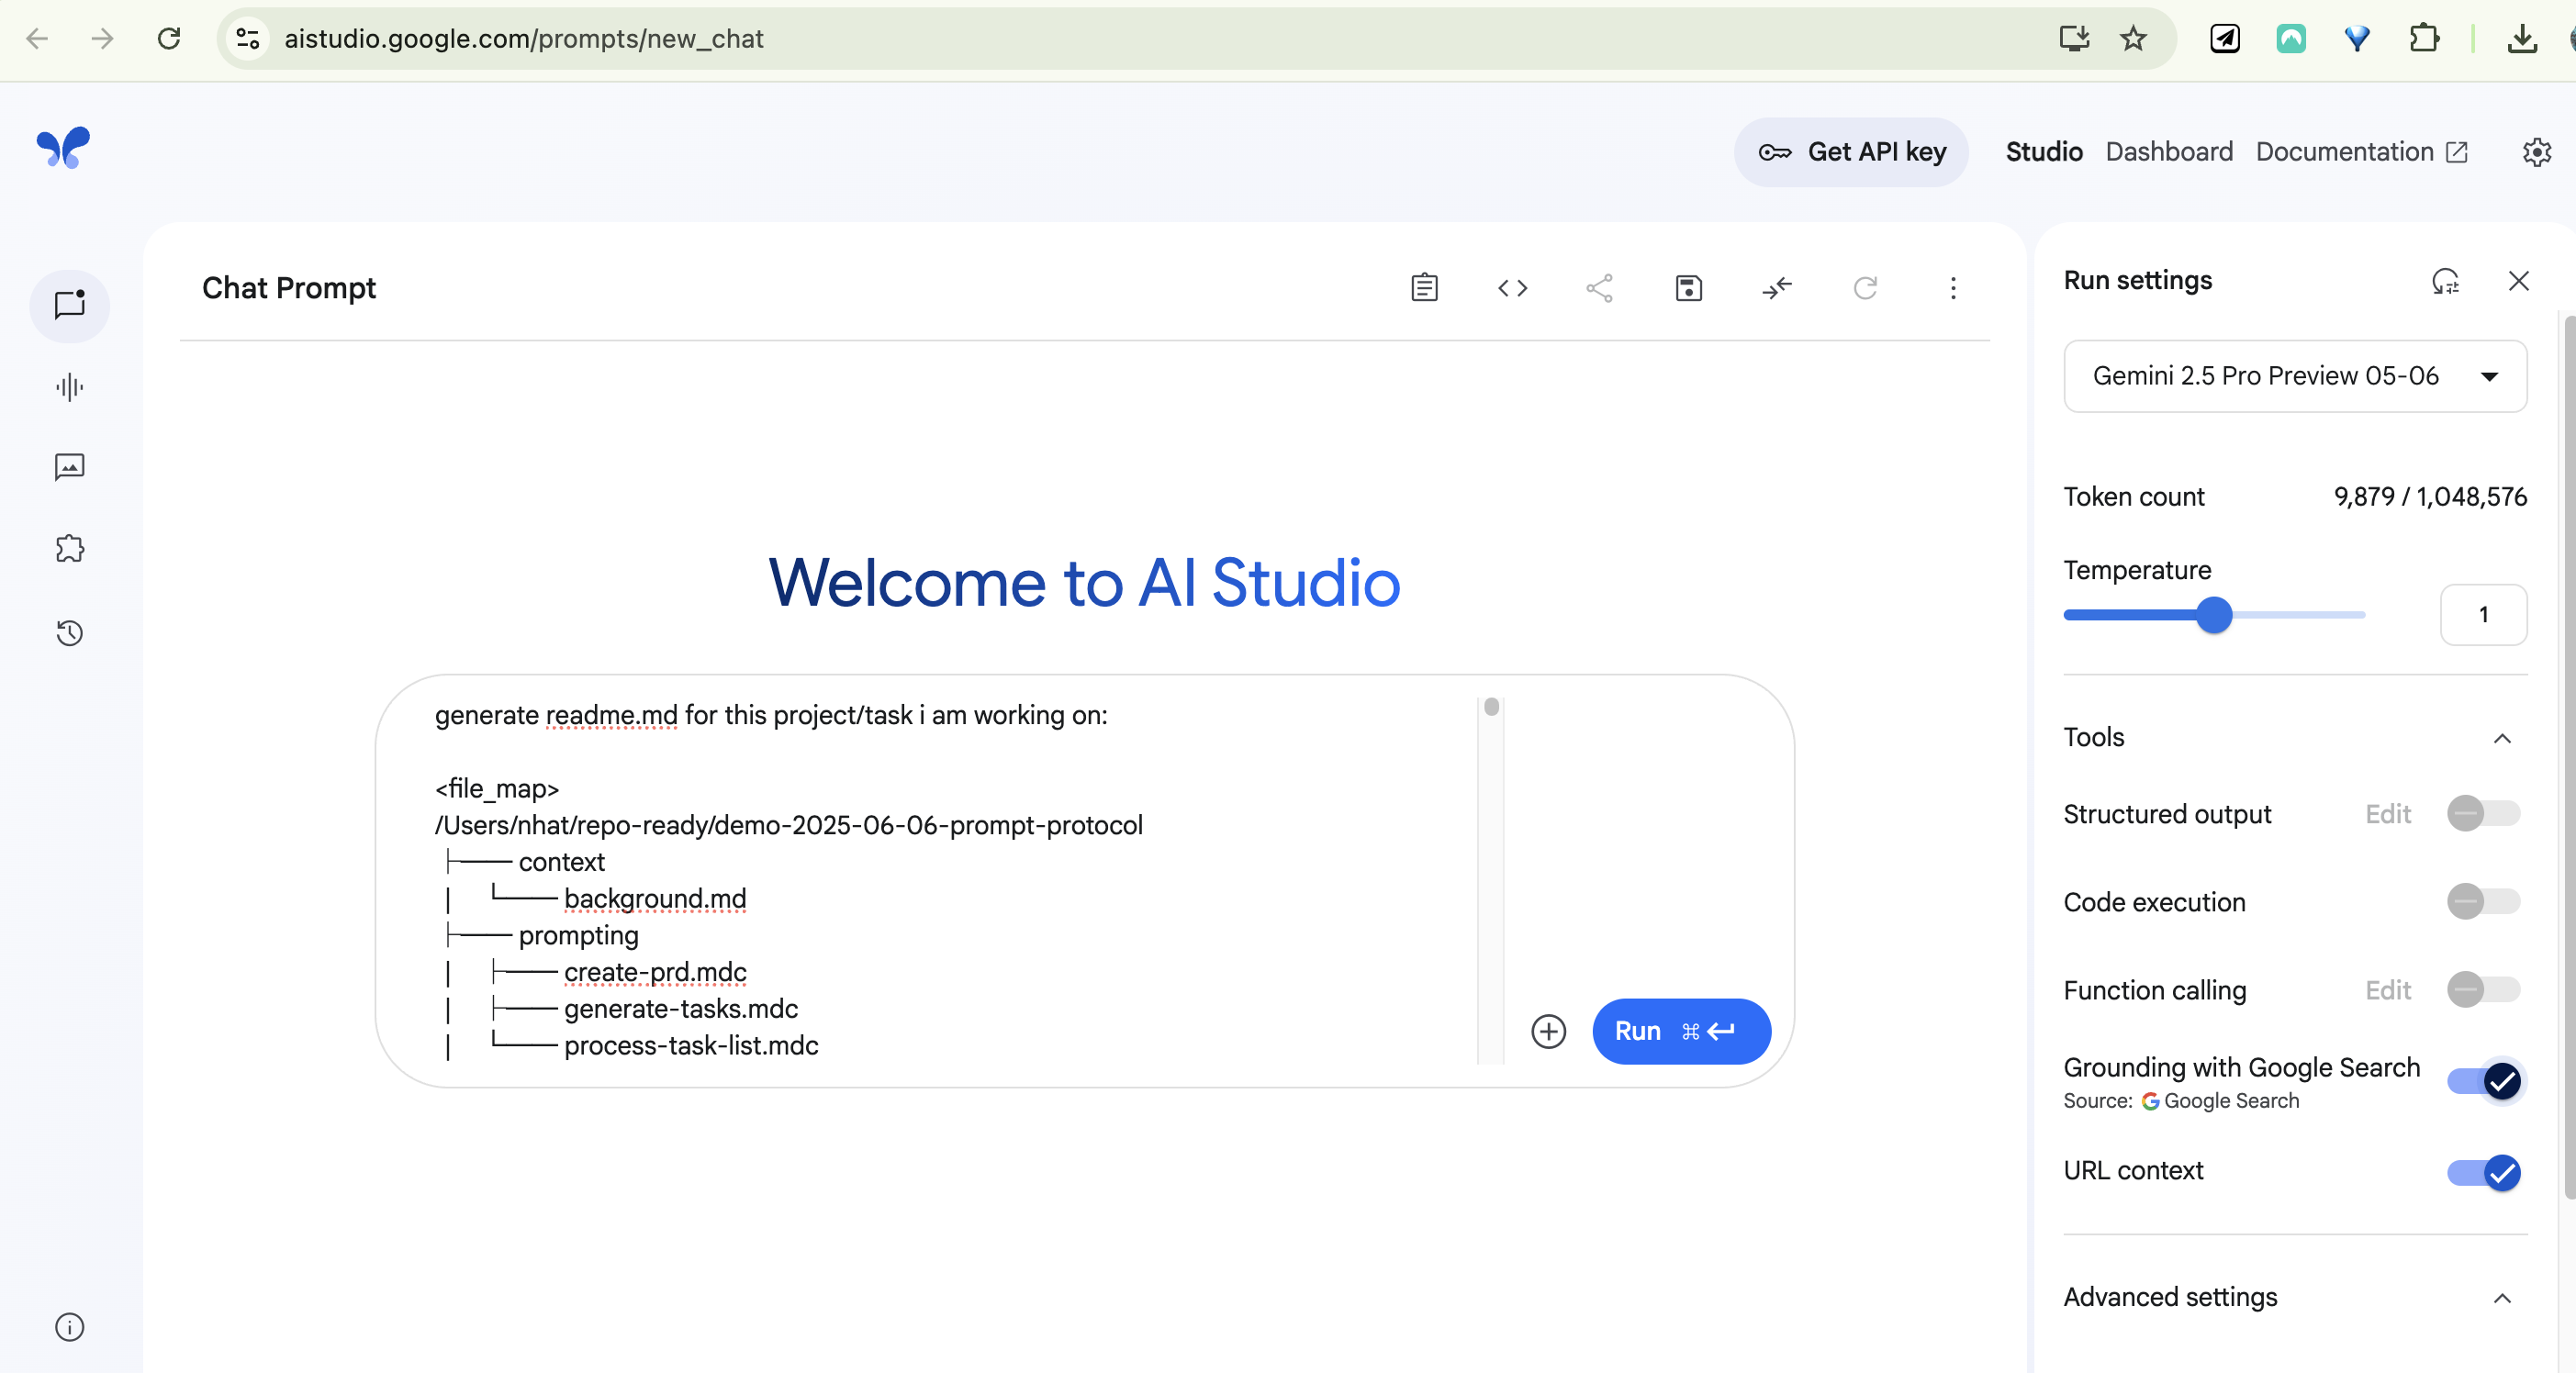 aistudio.google.com/prompts/new_chat
Get API key
Studio
Dashboard
Documentation
Chat Prompt
Welcome to AI Studio
generate readme.md for this project/task i am working on:
<file_map>
/Users/nhat/repo-ready/demo-2025-06-06-prompt-protocol
├── context
│ └── background.md
├── prompting
│ ├── create-prd.mdc
│ ├── generate-tasks.mdc
│ └── process-task-list.mdc
Run ⌘ ↵
Run settings
Gemini 2.5 Pro Preview 05-06
Token count 9,879 / 1,048,576
Temperature
1
Tools
Structured output Edit
Code execution
Function calling Edit
Grounding with Google Search
Source: Google Search
URL context
Advanced settings